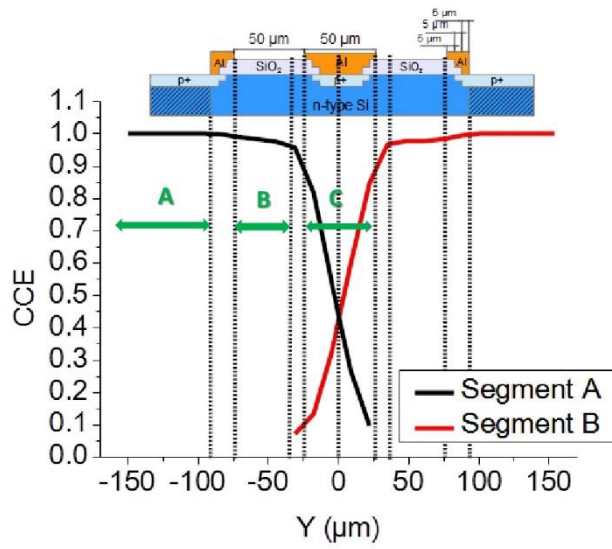 5 µm
5 µm
5 µm
50 µm 50 µm
Al SiO₂ Al SiO₂ Al
p+ p+ p+
n-type Si
1.1
1.0
0.9
0.8
0.7
0.6
0.5
0.4
0.3
0.2
0.1
0.0
CCE
A B C
Segment A
Segment B
-150 -100 -50 0 50 100 150
Y (µm)